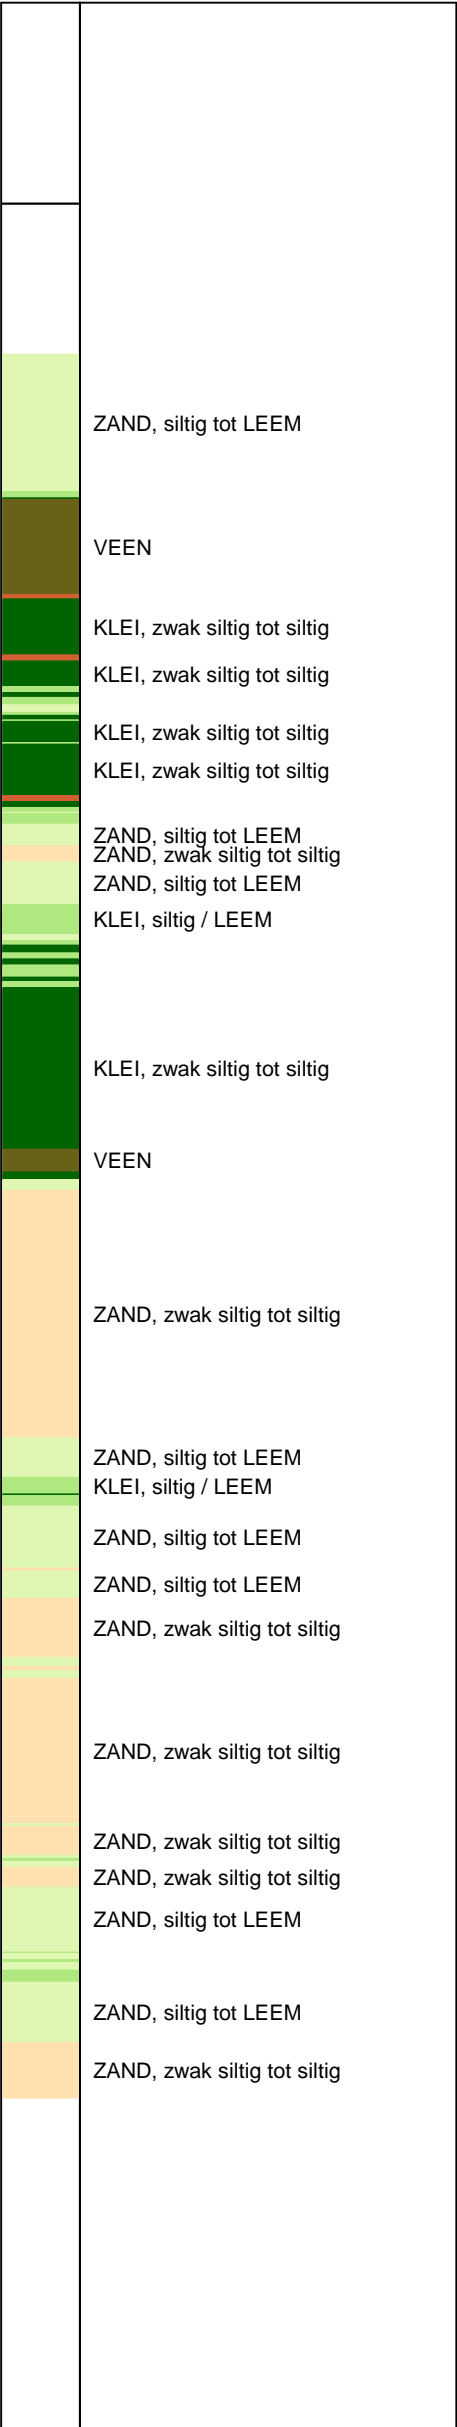 ZAND, siltig tot LEEM
VEEN
KLEI, zwak siltig tot siltig
KLEI, zwak siltig tot siltig
KLEI, zwak siltig tot siltig
KLEI, zwak siltig tot siltig
ZAND, siltig tot LEEM
ZAND, zwak siltig tot siltig
ZAND, siltig tot LEEM
KLEI, siltig / LEEM
KLEI, zwak siltig tot siltig
VEEN
ZAND, zwak siltig tot siltig
ZAND, siltig tot LEEM
KLEI, siltig / LEEM
ZAND, siltig tot LEEM
ZAND, siltig tot LEEM
ZAND, zwak siltig tot siltig
ZAND, zwak siltig tot siltig
ZAND, zwak siltig tot siltig
ZAND, zwak siltig tot siltig
ZAND, siltig tot LEEM
ZAND, siltig tot LEEM
ZAND, zwak siltig tot siltig